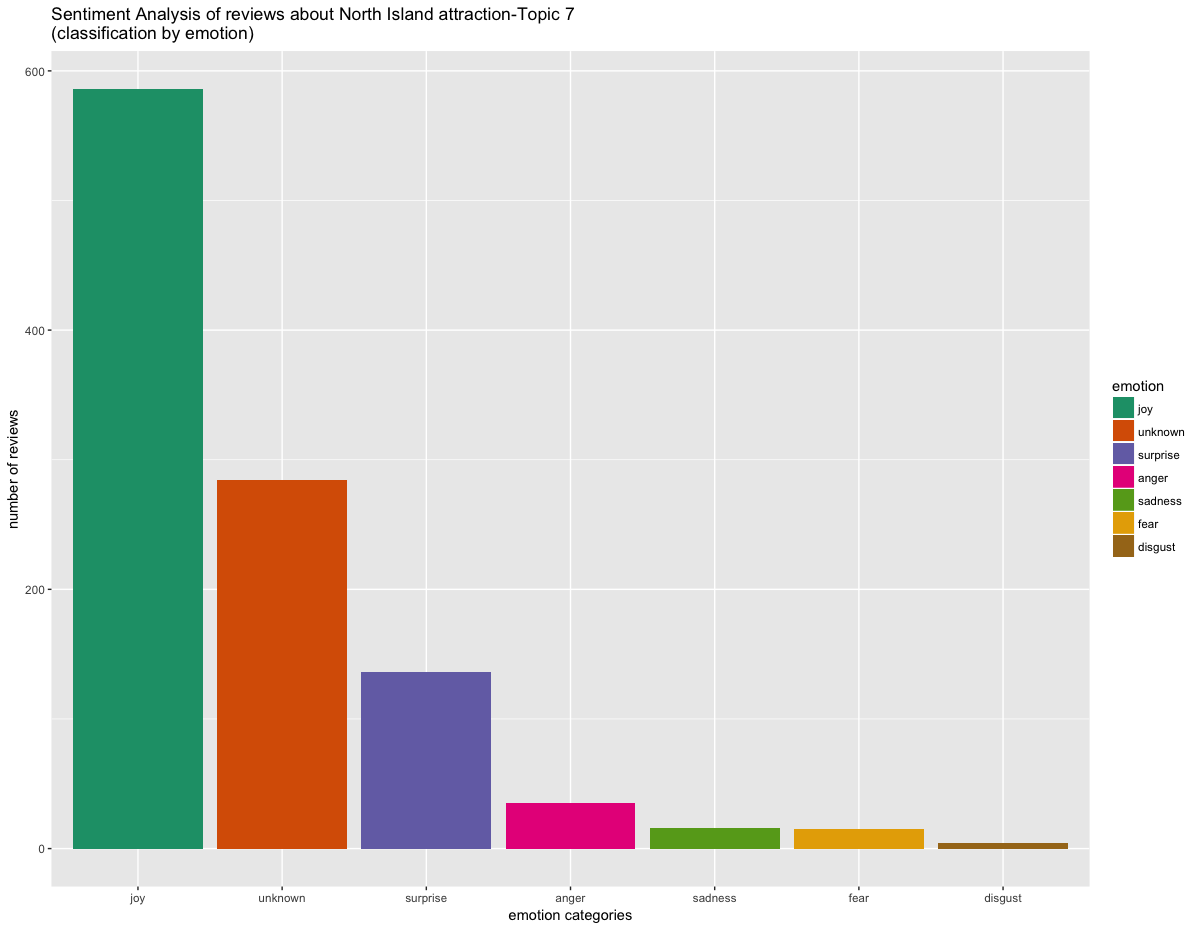 Sentiment Analysis of reviews about North Island attraction-Topic 7
(classification by emotion)
600
400
200
0
number of reviews
joy
unknown
surprise
anger
sadness
fear
disgust
emotion categories
emotion
joy
unknown
surprise
anger
sadness
fear
disgust